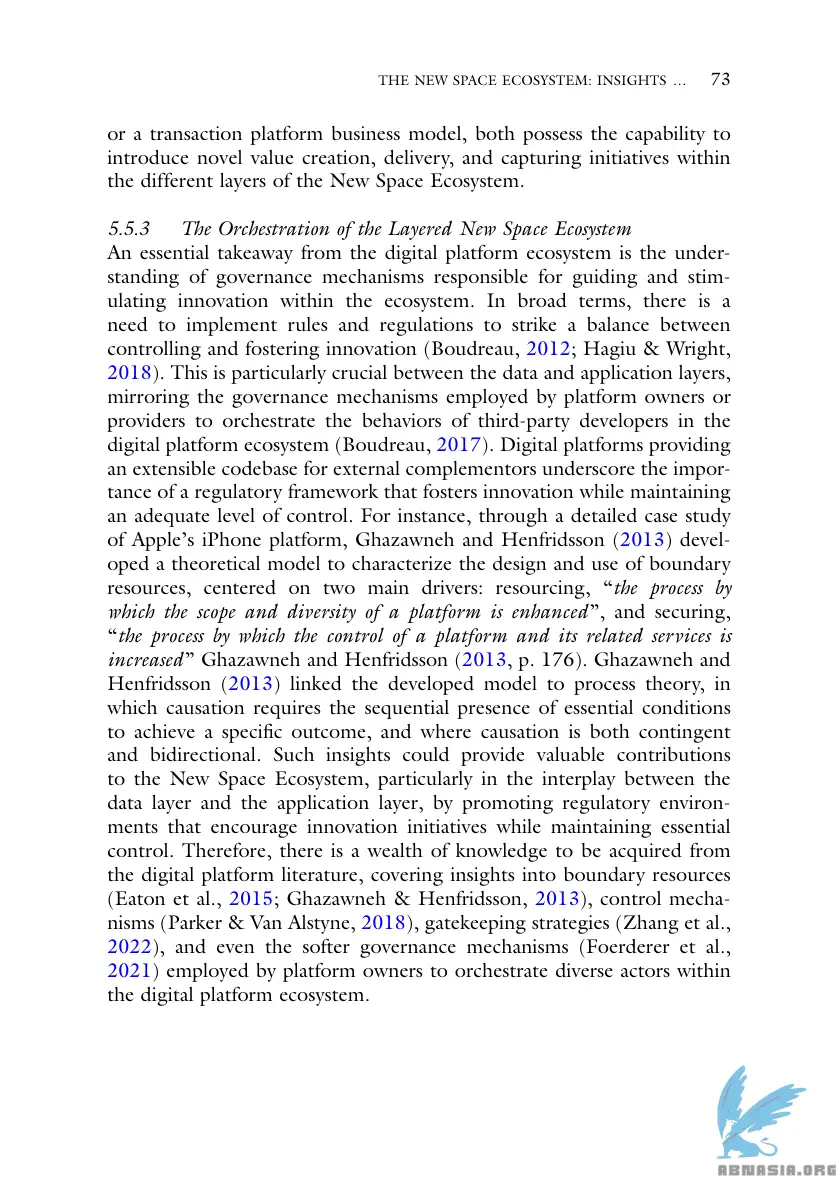 THE NEW SPACE ECOSYSTEM: INSIGHTS ... 73
or a transaction platform business model, both possess the capability to
introduce novel value creation, delivery, and capturing initiatives within
the different layers of the New Space Ecosystem.
5.5.3 The Orchestration of the Layered New Space Ecosystem
An essential takeaway from the digital platform ecosystem is the under-
standing of governance mechanisms responsible for guiding and stim-
ulating innovation within the ecosystem. In broad terms, there is a
need to implement rules and regulations to strike a balance between
controlling and fostering innovation (Boudreau, 2012; Hagiu & Wright,
2018). This is particularly crucial between the data and application layers,
mirroring the governance mechanisms employed by platform owners or
providers to orchestrate the behaviors of third-party developers in the
digital platform ecosystem (Boudreau, 2017). Digital platforms providing
an extensible codebase for external complementors underscore the impor-
tance of a regulatory framework that fosters innovation while maintaining
an adequate level of control. For instance, through a detailed case study
of Apple's iPhone platform, Ghazawneh and Henfridsson (2013) devel-
oped a theoretical model to characterize the design and use of boundary
resources, centered on two main drivers: resourcing, “the process by
which the scope and diversity of a platform is enhanced”, and securing,
“the process by which the control of a platform and its related services is
increased” Ghazawneh and Henfridsson (2013, p. 176). Ghazawneh and
Henfridsson (2013) linked the developed model to process theory, in
which causation requires the sequential presence of essential conditions
to achieve a specific outcome, and where causation is both contingent
and bidirectional. Such insights could provide valuable contributions
to the New Space Ecosystem, particularly in the interplay between the
data layer and the application layer, by promoting regulatory environ-
ments that encourage innovation initiatives while maintaining essential
control. Therefore, there is a wealth of knowledge to be acquired from
the digital platform literature, covering insights into boundary resources
(Eaton et al., 2015; Ghazawneh & Henfridsson, 2013), control mecha-
nisms (Parker & Van Alstyne, 2018), gatekeeping strategies (Zhang et al.,
2022), and even the softer governance mechanisms (Foerderer et al.,
2021) employed by platform owners to orchestrate diverse actors within
the digital platform ecosystem.
ABNASIA.ORG